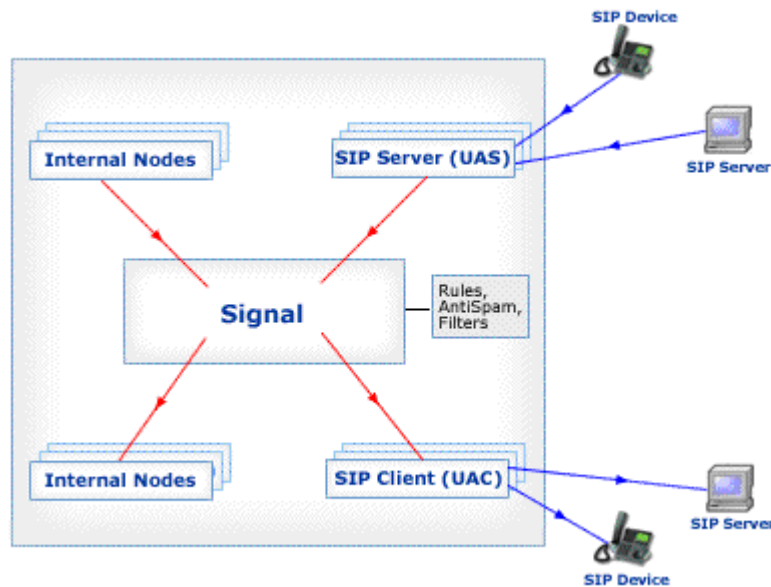 SIP Device
Internal Nodes
SIP Server (UAS)
SIP Server
Signal
Rules,
AntiSpam,
Filters
Internal Nodes
SIP Client (UAC)
SIP Server
SIP Device